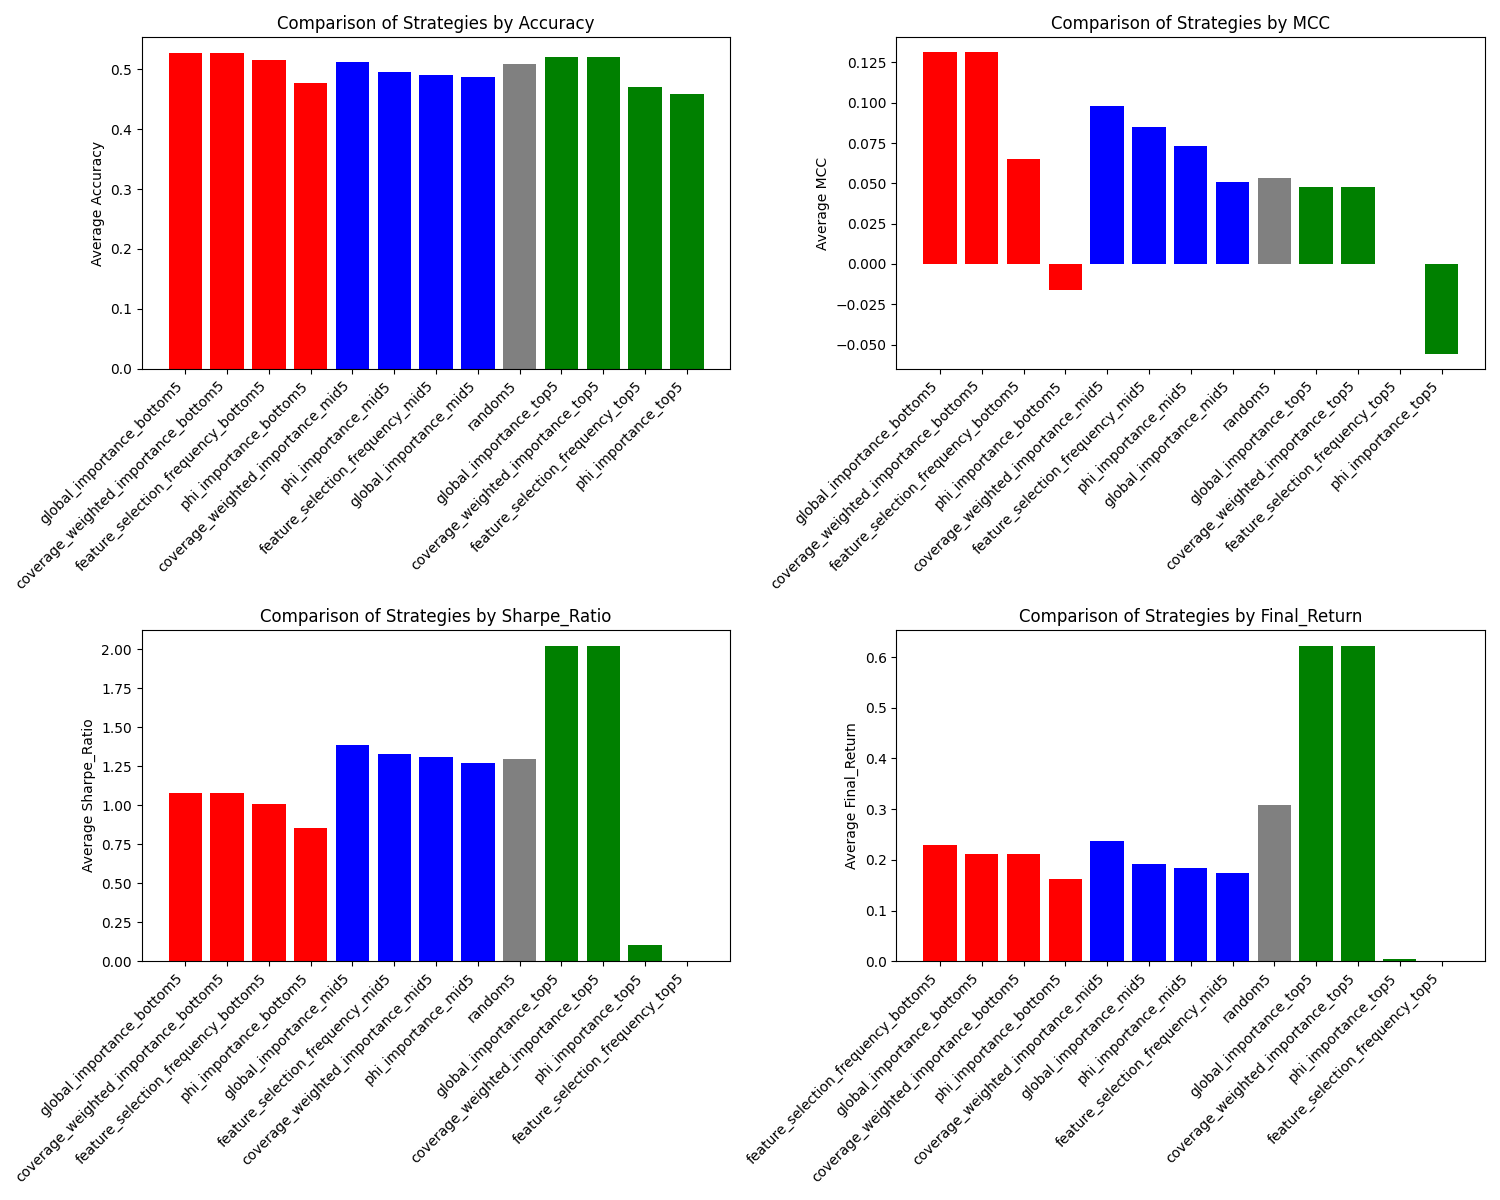 Comparison of Strategies by Accuracy
Average Accuracy
0.5
0.4
0.3
0.2
0.1
0.0
global_importance_bottom5
coverage_weighted_importance_bottom5
feature_selection_frequency_bottom5
phi_importance_bottom5
coverage_weighted_importance_mid5
phi_importance_mid5
feature_selection_frequency_mid5
global_importance_mid5
random5
global_importance_top5
coverage_weighted_importance_top5
feature_selection_frequency_top5
phi_importance_top5
Comparison of Strategies by MCC
Average MCC
0.125
0.100
0.075
0.050
0.025
0.000
−0.025
−0.050
global_importance_bottom5
coverage_weighted_importance_bottom5
feature_selection_frequency_bottom5
phi_importance_bottom5
coverage_weighted_importance_mid5
feature_selection_frequency_mid5
phi_importance_mid5
global_importance_mid5
random5
global_importance_top5
coverage_weighted_importance_top5
feature_selection_frequency_top5
phi_importance_top5
Comparison of Strategies by Sharpe_Ratio
Average Sharpe_Ratio
2.00
1.75
1.50
1.25
1.00
0.75
0.50
0.25
0.00
global_importance_bottom5
coverage_weighted_importance_bottom5
feature_selection_frequency_bottom5
phi_importance_bottom5
global_importance_mid5
feature_selection_frequency_mid5
coverage_weighted_importance_mid5
phi_importance_mid5
random5
global_importance_top5
coverage_weighted_importance_top5
phi_importance_top5
feature_selection_frequency_top5
Comparison of Strategies by Final_Return
Average Final_Return
0.6
0.5
0.4
0.3
0.2
0.1
0.0
feature_selection_frequency_bottom5
global_importance_bottom5
coverage_weighted_importance_bottom5
phi_importance_bottom5
coverage_weighted_importance_mid5
global_importance_mid5
phi_importance_mid5
feature_selection_frequency_mid5
random5
global_importance_top5
coverage_weighted_importance_top5
phi_importance_top5
feature_selection_frequency_top5